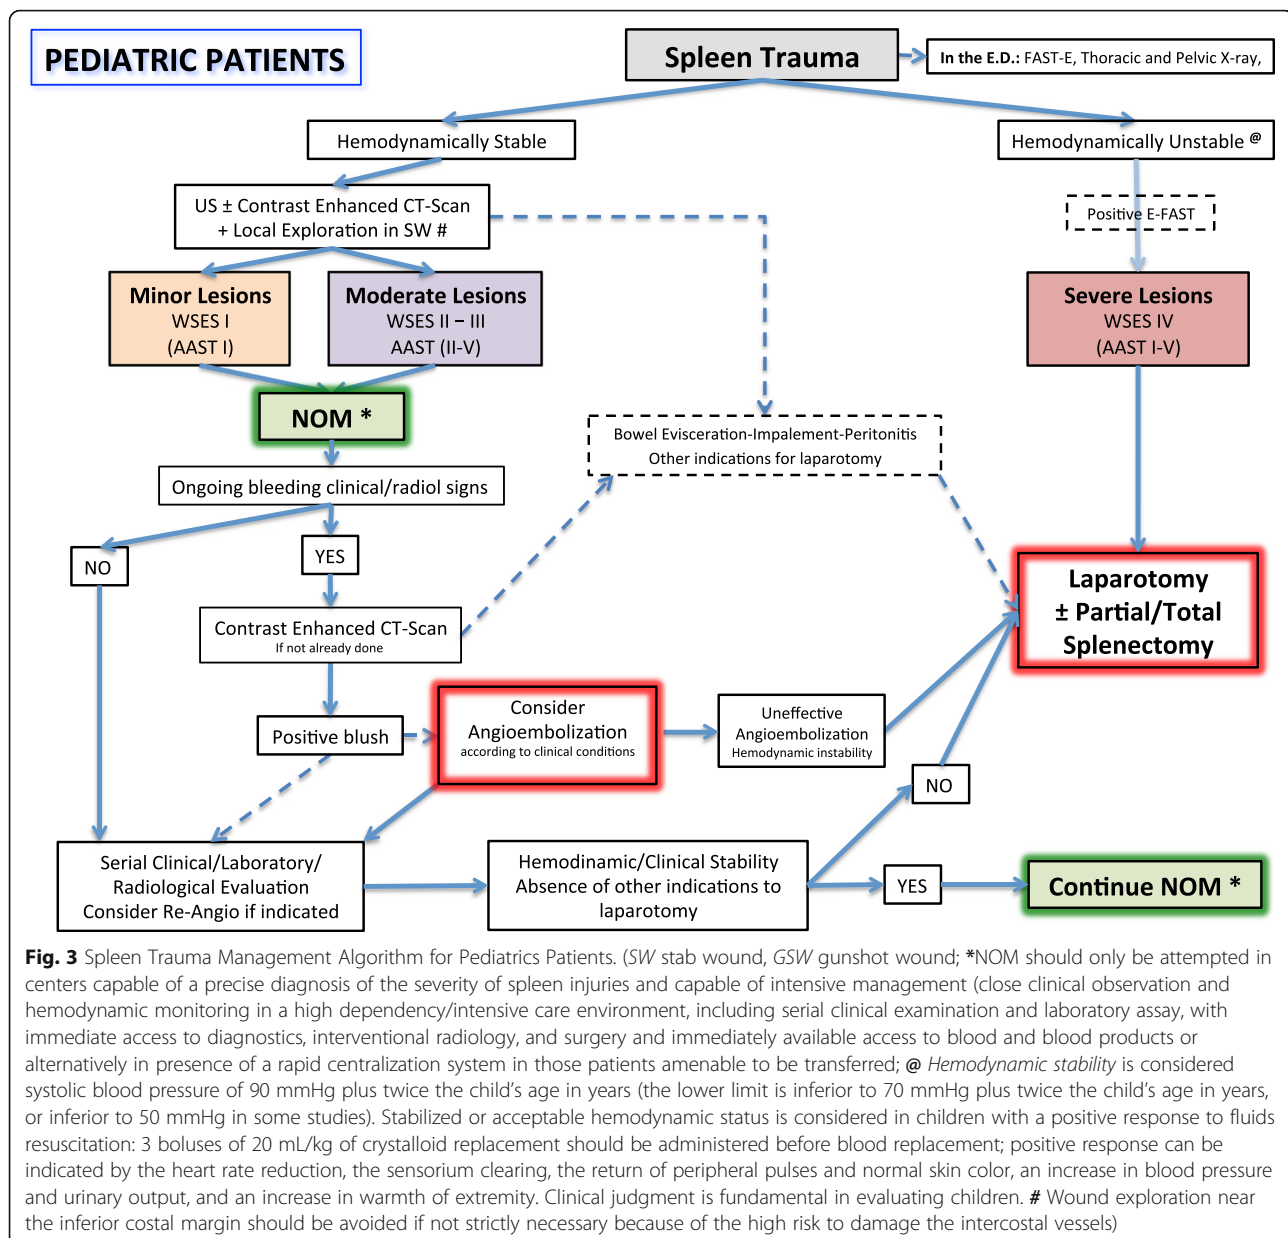 PEDIATRIC PATIENTS
Spleen Trauma
In the E.D.: FAST-E, Thoracic and Pelvic X-ray,
Hemodynamically Stable
Hemodynamically Unstable @
US ± Contrast Enhanced CT-Scan
+ Local Exploration in SW #
Positive E-FAST
Minor Lesions
WSES I
(AAST I)
Moderate Lesions
WSES II – III
AAST (II-V)
Severe Lesions
WSES IV
(AAST I-V)
NOM *
Bowel Evisceration-Impalement-Peritonitis
Other indications for laparotomy
Ongoing bleeding clinical/radiol signs
NO
YES
Laparotomy
± Partial/Total
Splenectomy
Contrast Enhanced CT-Scan
If not already done
Positive blush
Consider
Angioembolization
according to clinical conditions
Uneffective
Angioembolization
Hemodynamic instability
NO
Serial Clinical/Laboratory/
Radiological Evaluation
Consider Re-Angio if indicated
Hemodinamic/Clinical Stability
Absence of other indications to
laparotomy
YES
Continue NOM *
Fig. 3 Spleen Trauma Management Algorithm for Pediatrics Patients. (SW stab wound, GSW gunshot wound; *NOM should only be attempted in
centers capable of a precise diagnosis of the severity of spleen injuries and capable of intensive management (close clinical observation and
hemodynamic monitoring in a high dependency/intensive care environment, including serial clinical examination and laboratory assay, with
immediate access to diagnostics, interventional radiology, and surgery and immediately available access to blood and blood products or
alternatively in presence of a rapid centralization system in those patients amenable to be transferred; @ Hemodynamic stability is considered
systolic blood pressure of 90 mmHg plus twice the child's age in years (the lower limit is inferior to 70 mmHg plus twice the child's age in years,
or inferior to 50 mmHg in some studies). Stabilized or acceptable hemodynamic status is considered in children with a positive response to fluids
resuscitation: 3 boluses of 20 mL/kg of crystalloid replacement should be administered before blood replacement; positive response can be
indicated by the heart rate reduction, the sensorium clearing, the return of peripheral pulses and normal skin color, an increase in blood pressure
and urinary output, and an increase in warmth of extremity. Clinical judgment is fundamental in evaluating children. # Wound exploration near
the inferior costal margin should be avoided if not strictly necessary because of the high risk to damage the intercostal vessels)